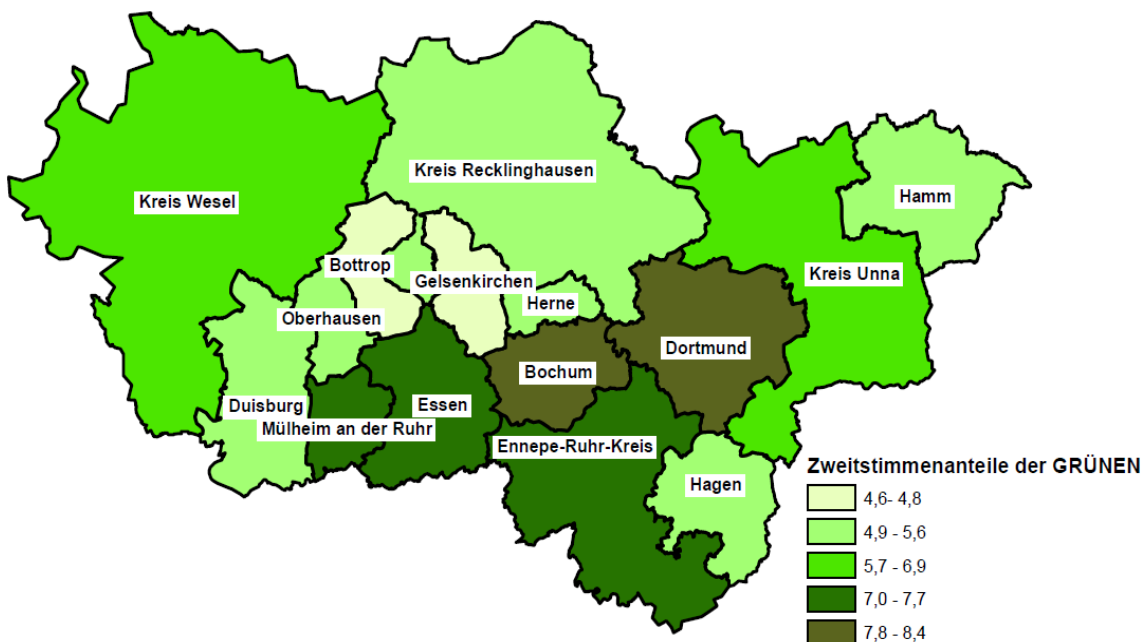 Kreis Recklinghausen
Hamm
Kreis Wesel
Bottrop
Kreis Unna
Gelsenkirchen
Herne
Oberhausen
Dortmund
Bochum
Duisburg
Essen
Mülheim an der Ruhr
Ennepe-Ruhr-Kreis
Hagen
Zweitstimmenanteile der GRÜNEN
4,6- 4,8
4,9 - 5,6
5,7 - 6,9
7,0 - 7,7
7,8 - 8,4